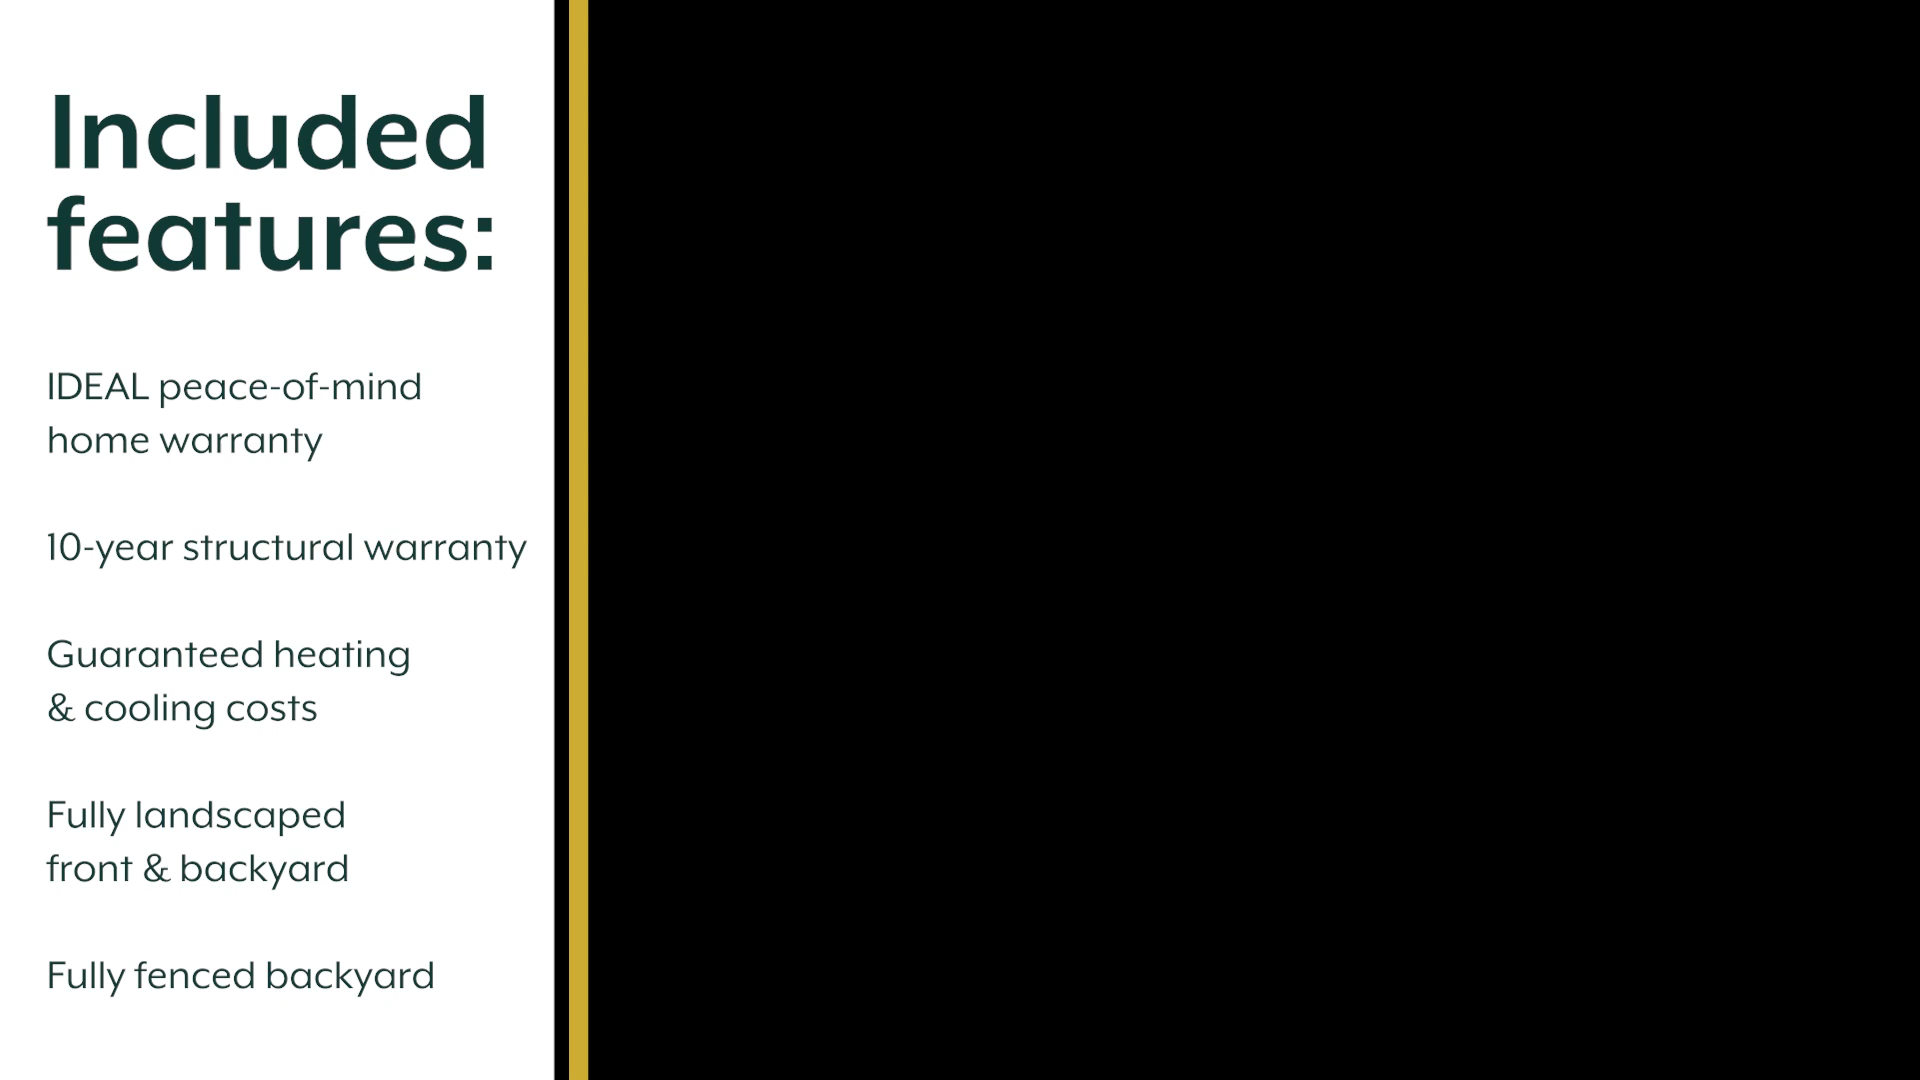 Included
features:
IDEAL peace-of-mind
home warranty
10-year structural warranty
Guaranteed heating
& cooling costs
Fully landscaped
front & backyard
Fully fenced backyard